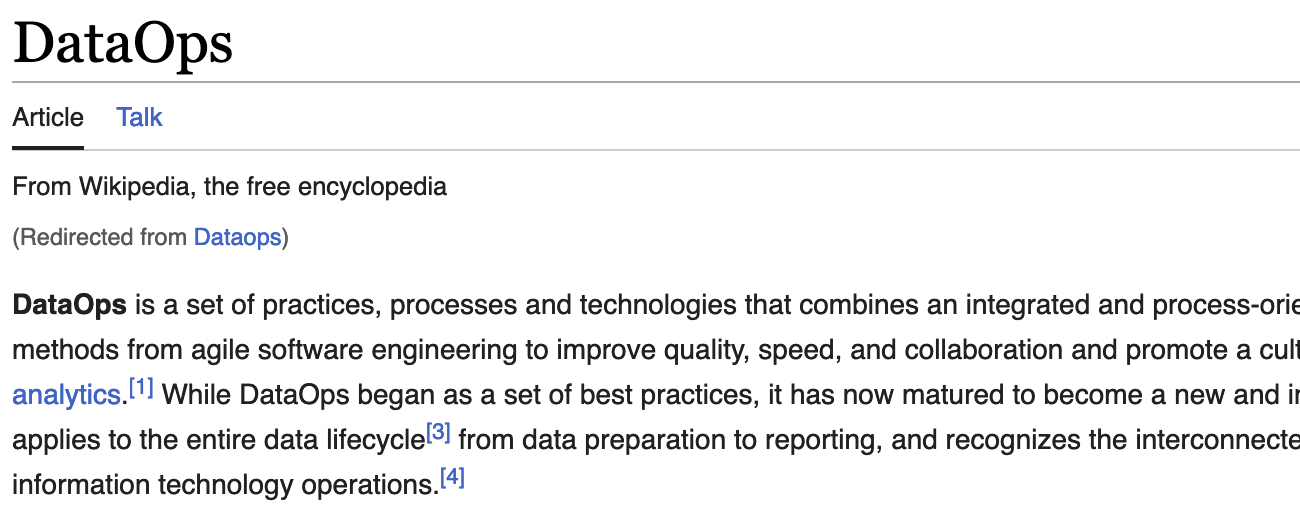 DataOps
Article Talk
From Wikipedia, the free encyclopedia
(Redirected from Dataops)
DataOps is a set of practices, processes and technologies that combines an integrated and process-orie
methods from agile software engineering to improve quality, speed, and collaboration and promote a cult
analytics.[1] While DataOps began as a set of best practices, it has now matured to become a new and in
applies to the entire data lifecycle[3] from data preparation to reporting, and recognizes the interconnecte
information technology operations.[4]